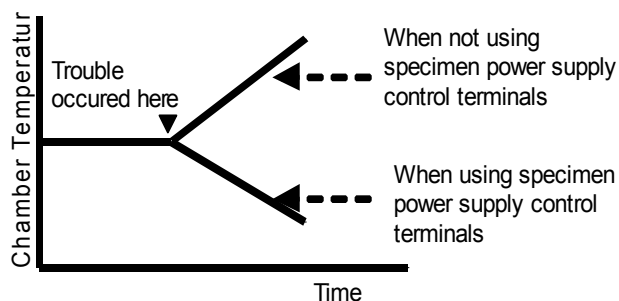 Chamber Temperatur
Trouble
occured here
When not using
specimen power supply
control terminals
When using specimen
power supply control
terminals
Time